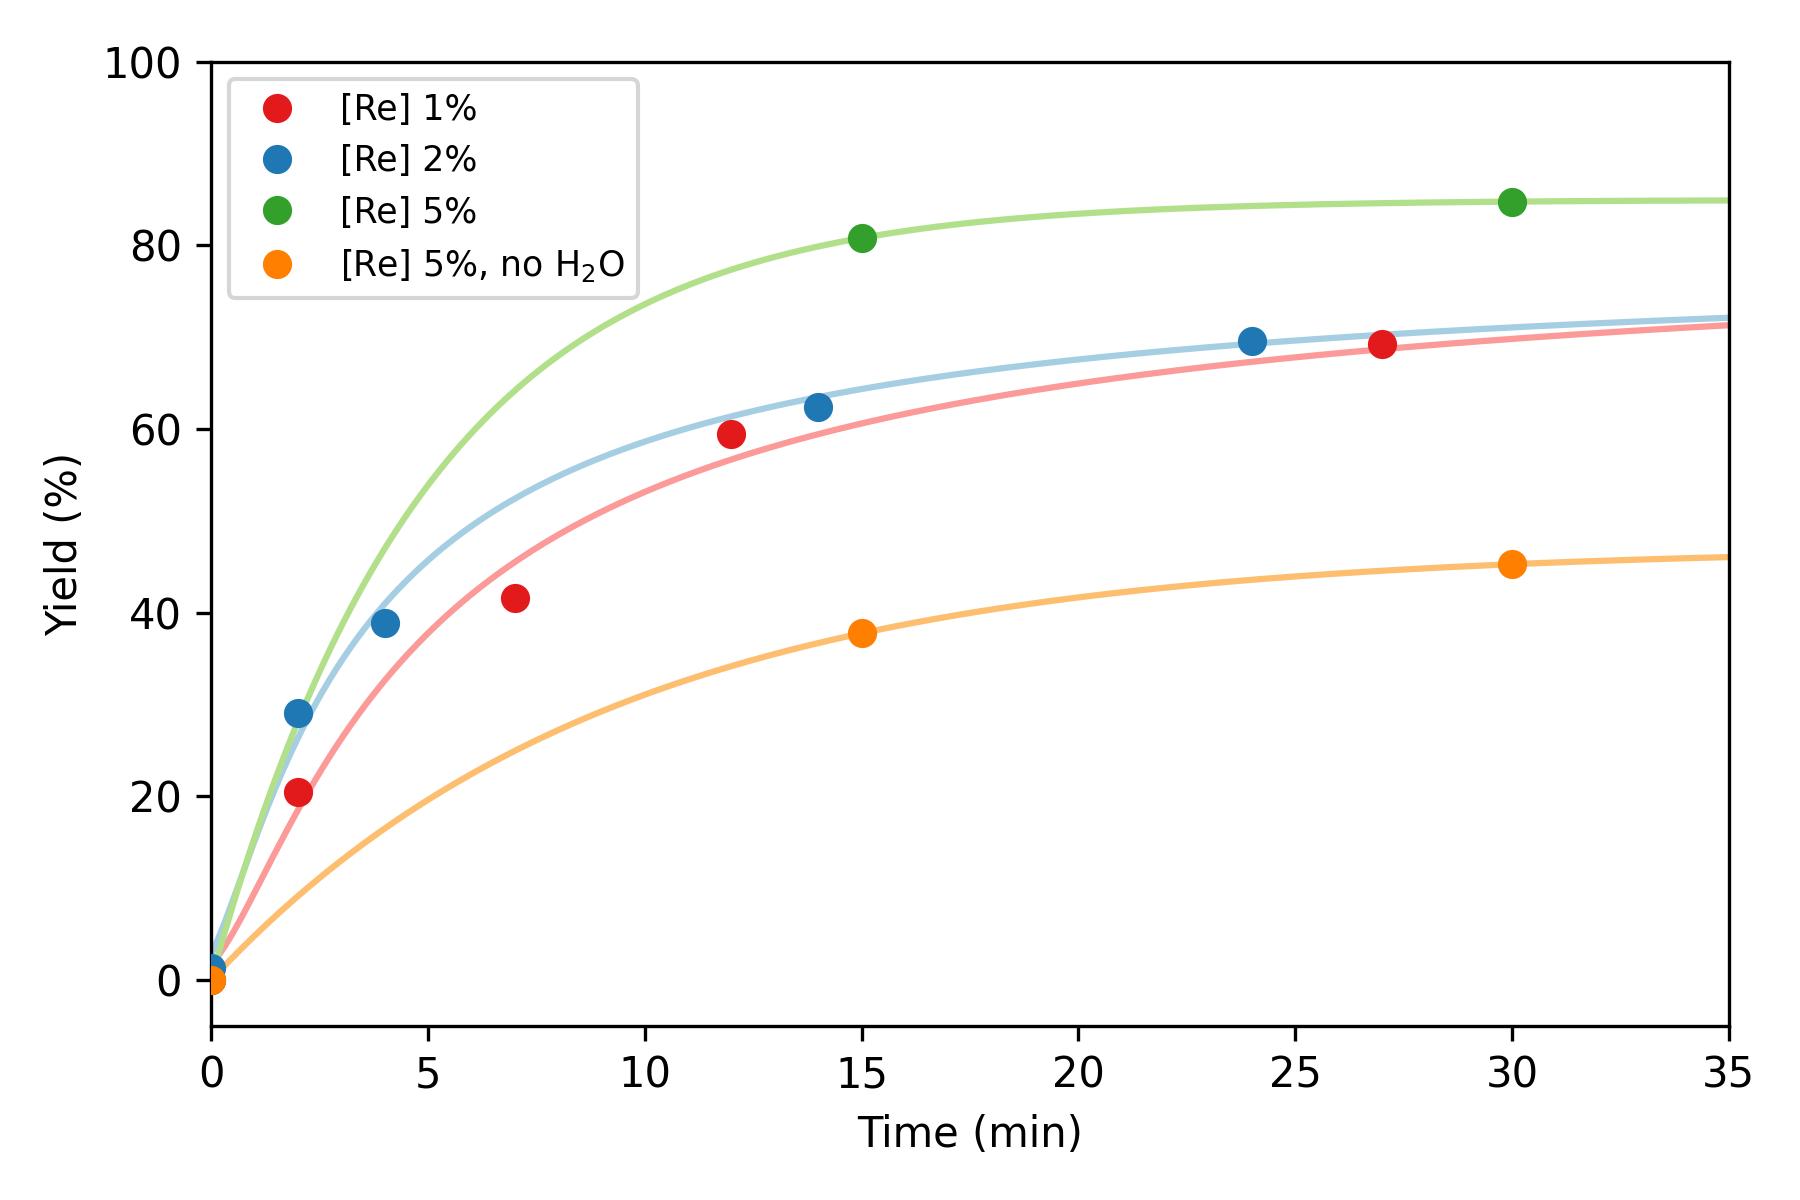 100
80
60
40
20
0
Yield (%)
[Re] 1%
[Re] 2%
[Re] 5%
[Re] 5%, no H₂O
0 5 10 15 20 25 30 35
Time (min)